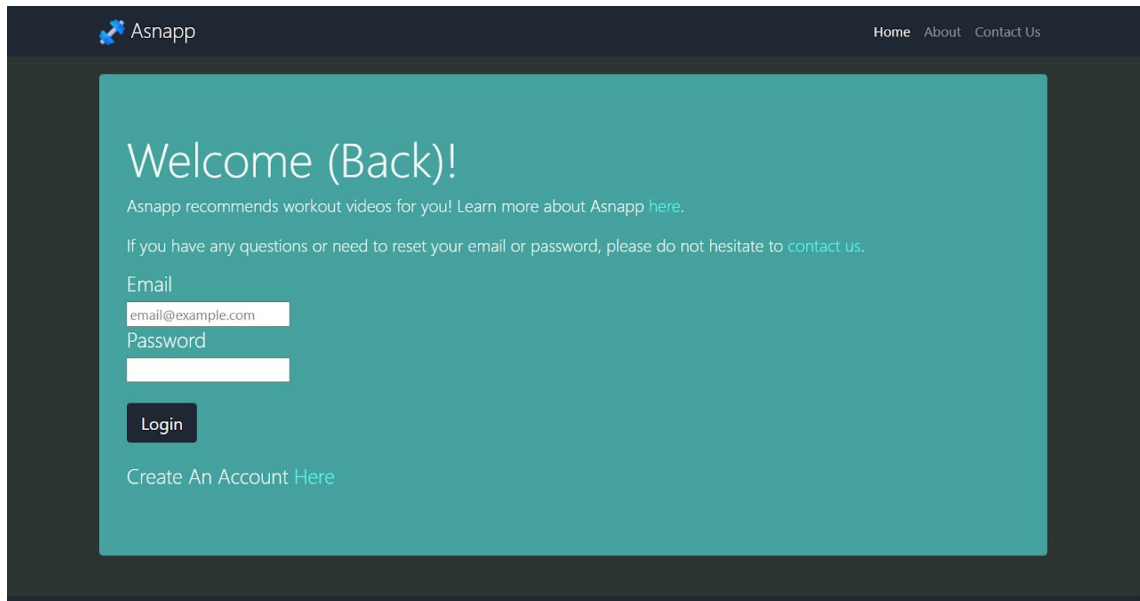 Asnapp
Home About Contact Us
Welcome (Back)!
Asnapp recommends workout videos for you! Learn more about Asnapp here.
If you have any questions or need to reset your email or password, please do not hesitate to contact us.
Email
email@example.com
Password
Login
Create An Account Here